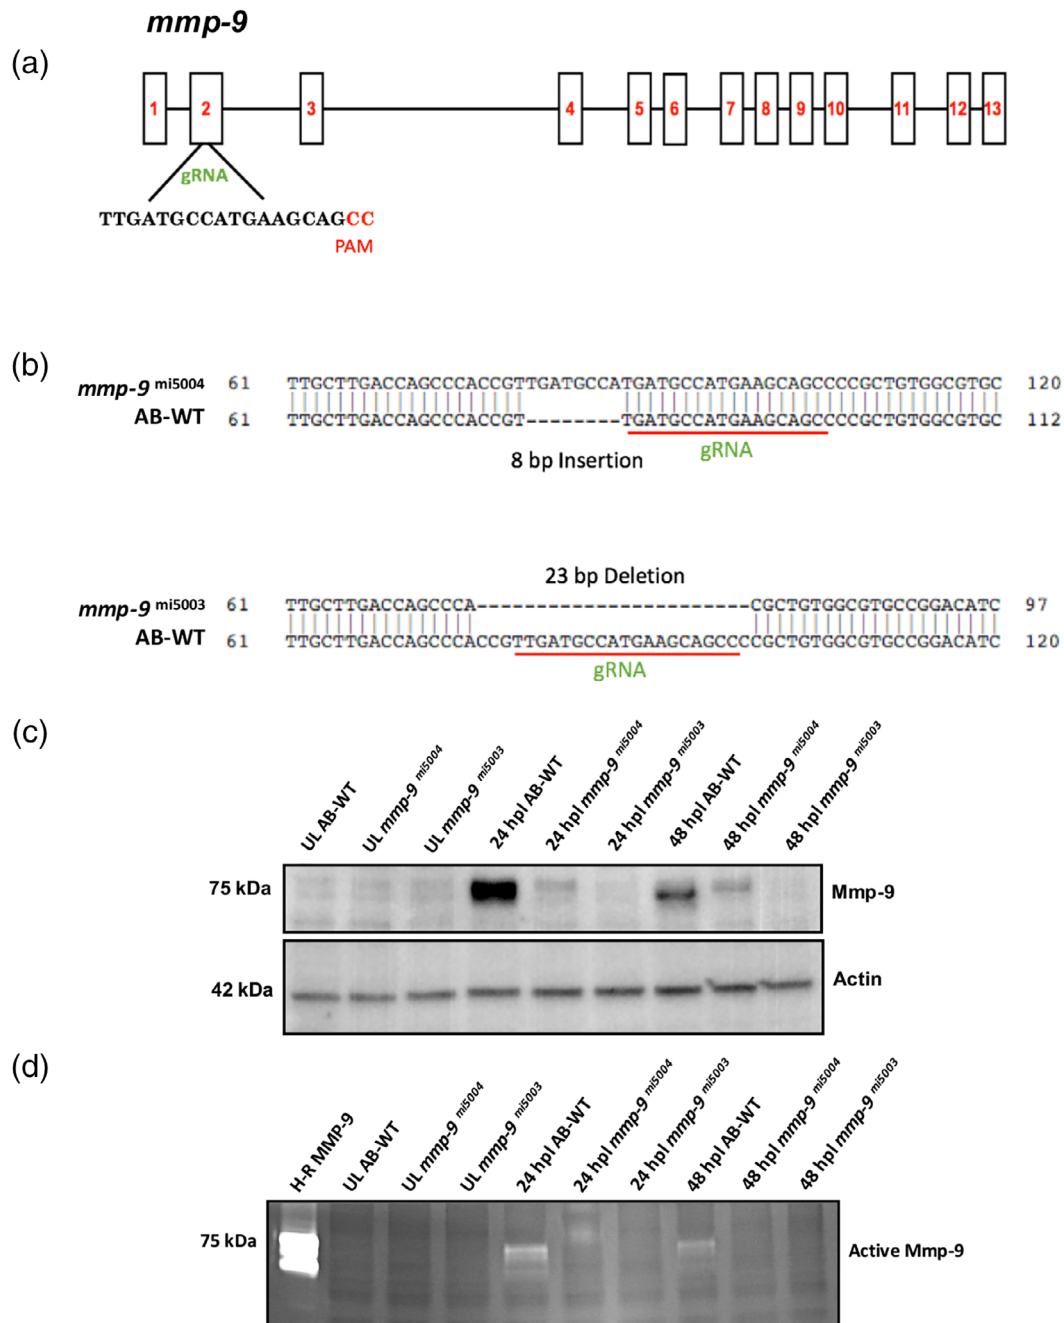 mmp-9
(a)
1 2 3 4 5 6 7 8 9 10 11 12 13
gRNA
TTGATGCCATGAAGCAGCC
PAM
(b)
mmp-9 mi5004 61 TTGCTTGACCAGCCCACCGTTGATGCCATGATGCCATGAAGCAGCCCCGCTGTGGCGTGC 120
AB-WT 61 TTGCTTGACCAGCCCACCGT--------TGATGCCATGAAGCAGCCCCGCTGTGGCGTGC 112
8 bp Insertion
gRNA
23 bp Deletion
mmp-9 mi5003 61 TTGCTTGACCAGCCCA-----------------------CGCTGTGGCGTGCCGGACATC 97
AB-WT 61 TTGCTTGACCAGCCCACCGTTGATGCCATGAAGCAGCCCCGCTGTGGCGTGCCGGACATC 120
gRNA
(c)
UL AB-WT
UL mmp-9 mi5004
UL mmp-9 mi5003
24 hpl AB-WT
24 hpl mmp-9 mi5004
24 hpl mmp-9 mi5003
48 hpl AB-WT
48 hpl mmp-9 mi5004
48 hpl mmp-9 mi5003
75 kDa
Mmp-9
42 kDa
Actin
(d)
H-R MMP-9
UL AB-WT
UL mmp-9 mi5004
UL mmp-9 mi5003
24 hpl AB-WT
24 hpl mmp-9 mi5004
24 hpl mmp-9 mi5003
48 hpl AB-WT
48 hpl mmp-9 mi5004
48 hpl mmp-9 mi5003
75 kDa
Active Mmp-9